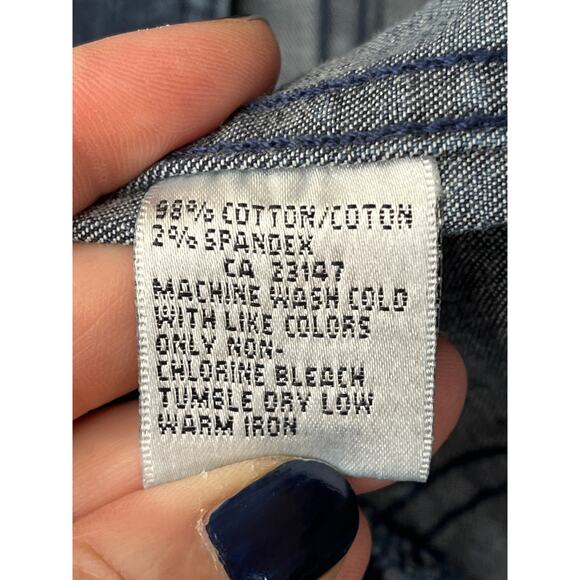 98% COTTON/COTON
2% SPANDEX
CA 23147
MACHINE WASH COLD
WITH LIKE COLORS
ONLY NON-
CHLORINE BLEACH
TUMBLE DRY LOW
WARM IRON